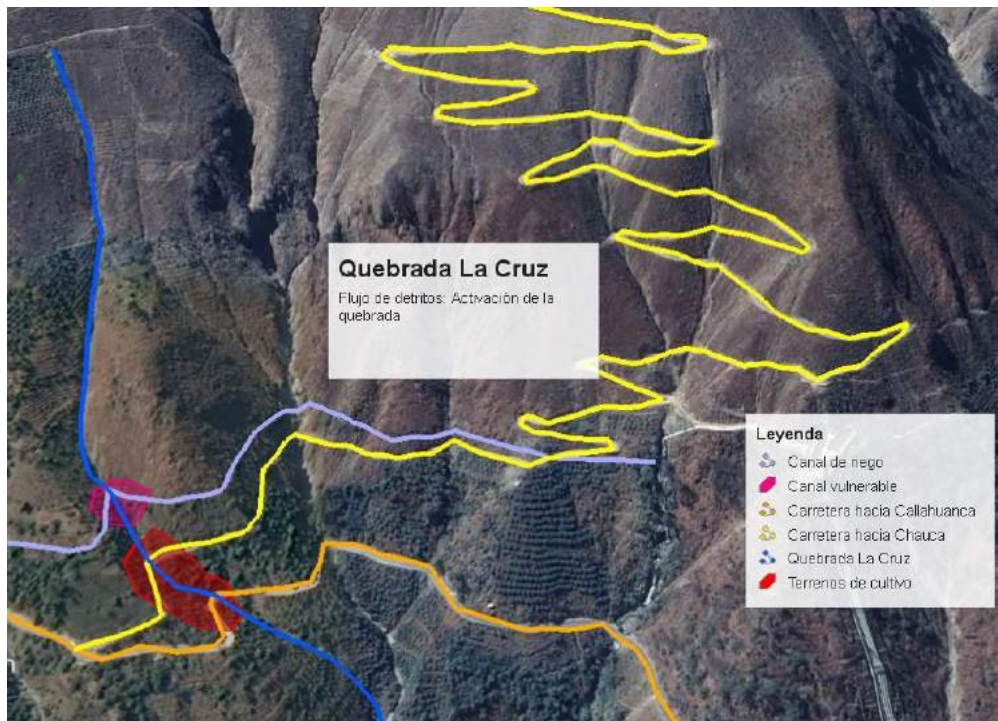 Quebrada La Cruz
Flujo de detritos: Activación de la
quebrada
Leyenda
Canal de riego
Canal vulnerable
Carretera hacia Callahuanca
Carretera hacia Chauca
Quebrada La Cruz
Terrenos de cultivo